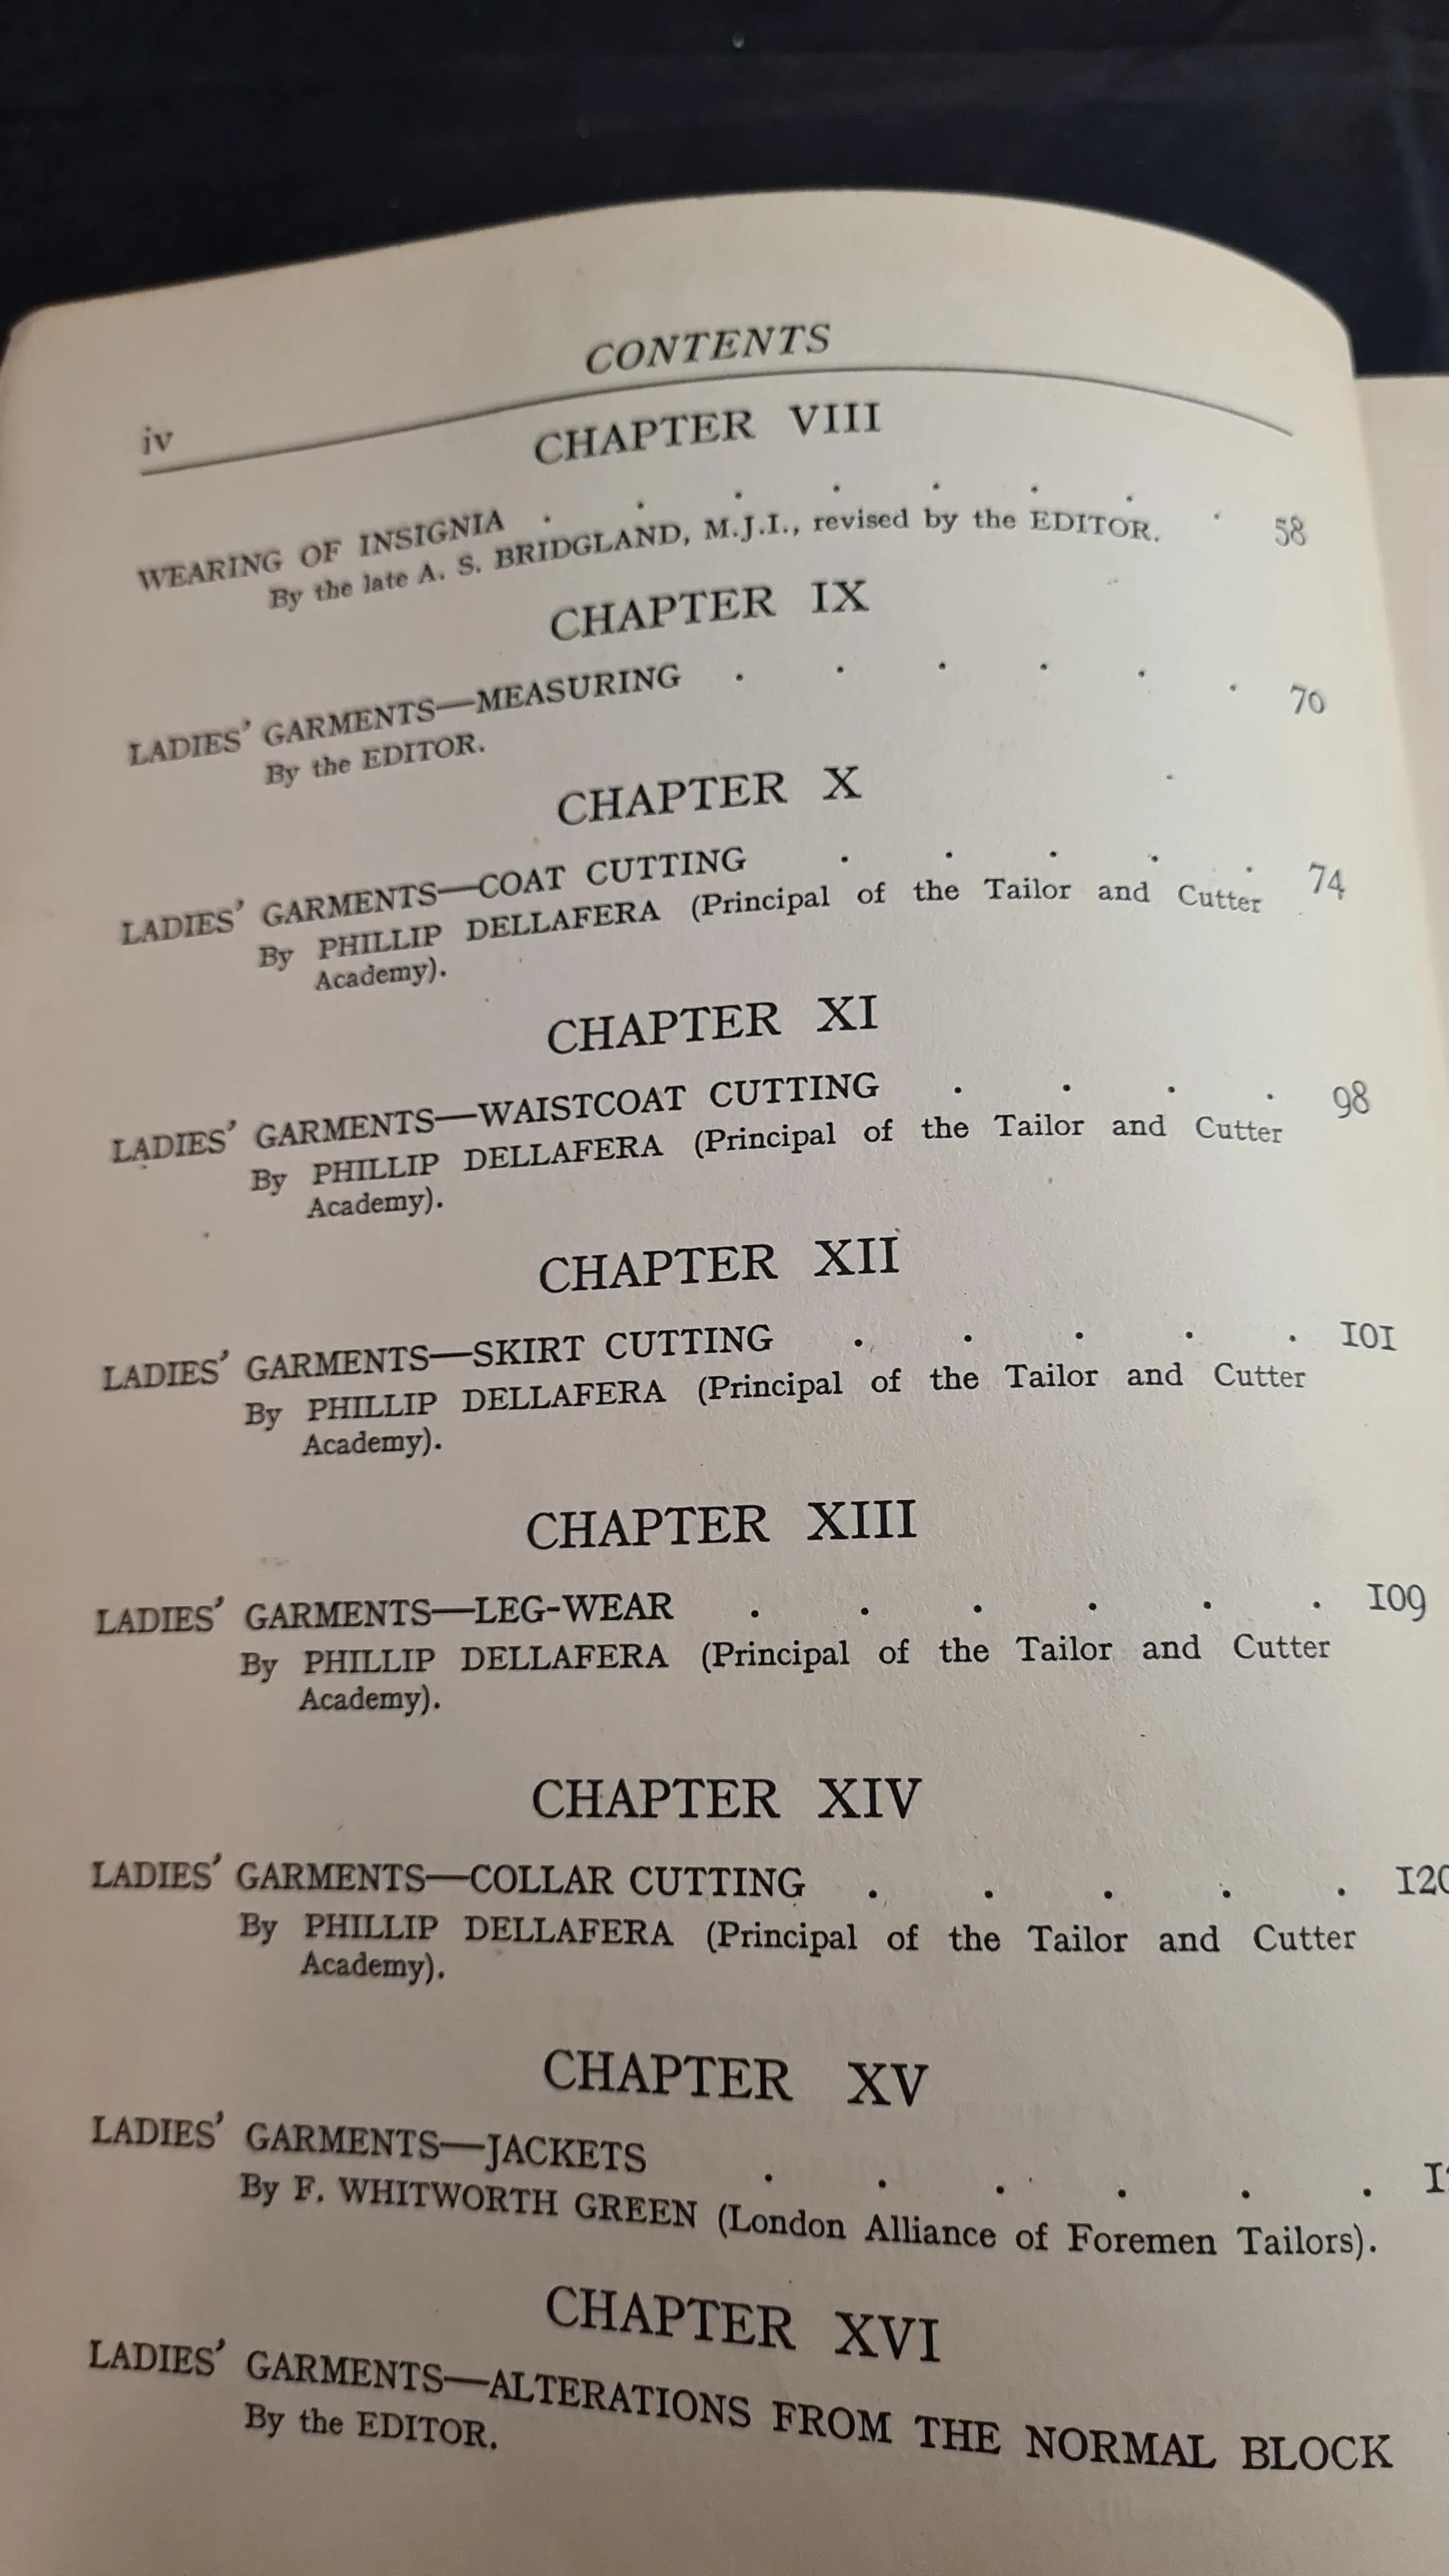 CONTENTS
iv
CHAPTER VIII
WEARING OF INSIGNIA . . . . . . . . 58
By the late A. S. BRIDGLAND, M.J.I., revised by the EDITOR.
CHAPTER IX
LADIES' GARMENTS—MEASURING . . . . . . 70
By the EDITOR.
CHAPTER X
LADIES' GARMENTS—COAT CUTTING . . . . . 74
By PHILLIP DELLAFERA (Principal of the Tailor and Cutter
Academy).
CHAPTER XI
LADIES' GARMENTS—WAISTCOAT CUTTING . . . . 98
By PHILLIP DELLAFERA (Principal of the Tailor and Cutter
Academy).
CHAPTER XII
LADIES' GARMENTS—SKIRT CUTTING . . . . . 101
By PHILLIP DELLAFERA (Principal of the Tailor and Cutter
Academy).
CHAPTER XIII
LADIES' GARMENTS—LEG-WEAR . . . . . . 109
By PHILLIP DELLAFERA (Principal of the Tailor and Cutter
Academy).
CHAPTER XIV
LADIES' GARMENTS—COLLAR CUTTING . . . . . 120
By PHILLIP DELLAFERA (Principal of the Tailor and Cutter
Academy).
CHAPTER XV
LADIES' GARMENTS—JACKETS . . . . . .
By F. WHITWORTH GREEN (London Alliance of Foremen Tailors).
CHAPTER XVI
LADIES' GARMENTS—ALTERATIONS FROM THE NORMAL BLOCK
By the EDITOR.